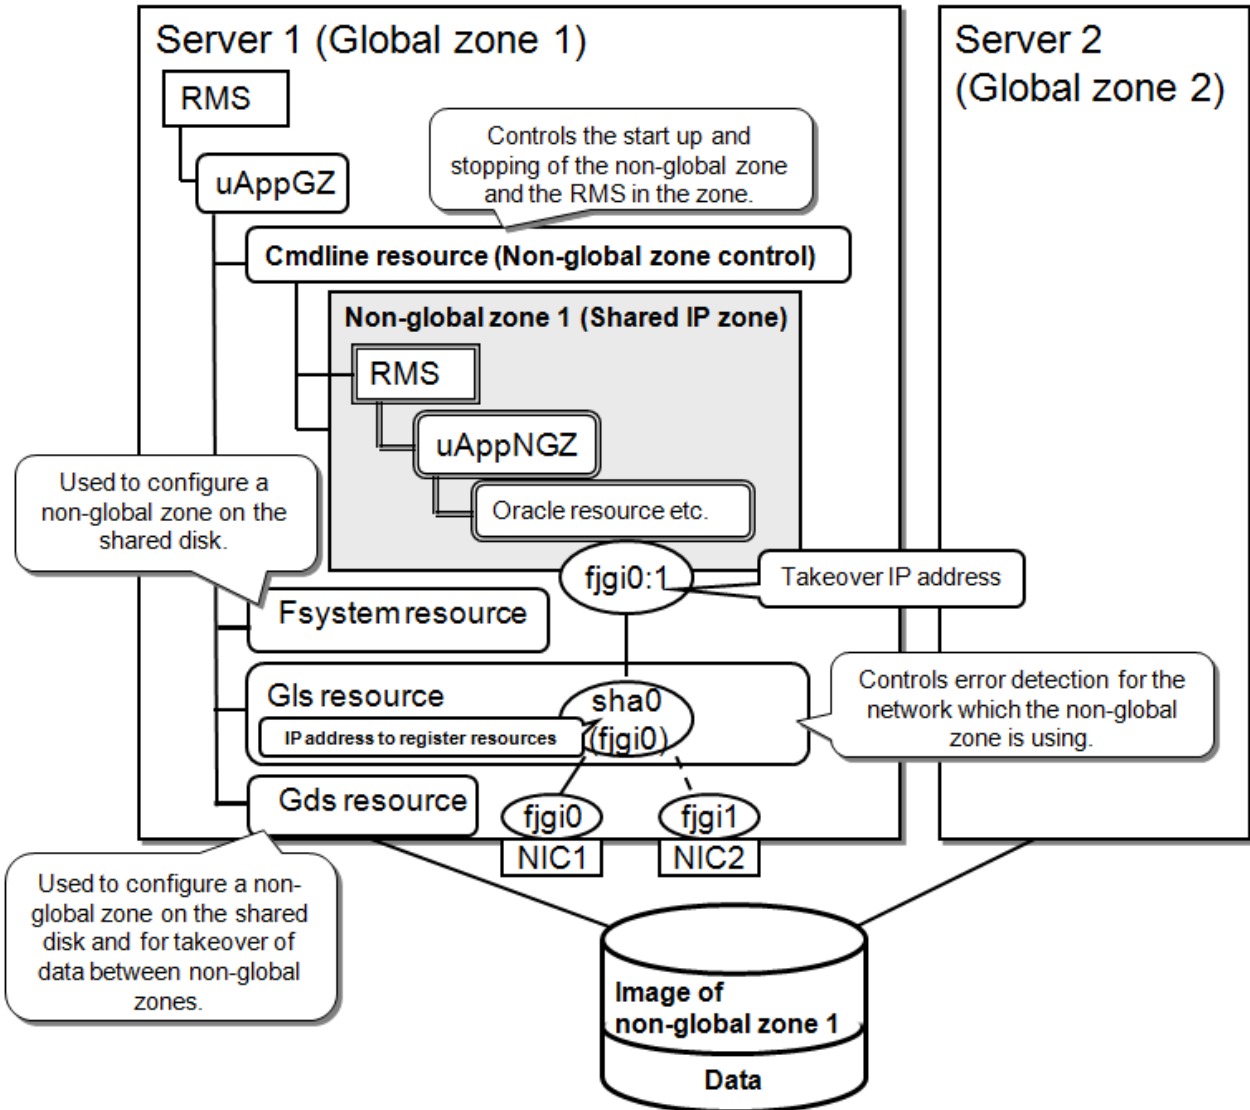 Server 1 (Global zone 1)
Server 2
(Global zone 2)
RMS
Controls the start up and
stopping of the non-global zone
and the RMS in the zone.
uAppGZ
Cmdline resource (Non-global zone control)
Non-global zone 1 (Shared IP zone)
RMS
uAppNGZ
Used to configure a
non-global zone on the
shared disk.
Oracle resource etc.
fjgi0:1
Takeover IP address
Fsystem resource
Gls resource
sha0
(fjgi0)
IP address to register resources
Controls error detection for the
network which the non-global
zone is using.
Gds resource
fjgi0
fjgi1
NIC1
NIC2
Used to configure a non-
global zone on the shared
disk and for takeover of
data between non-global
zones.
Image of
non-global zone 1
Data